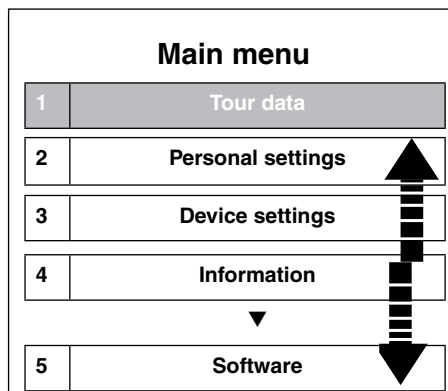 Main menu
1 Tour data
2 Personal settings
3 Device settings
4 Information
5 Software